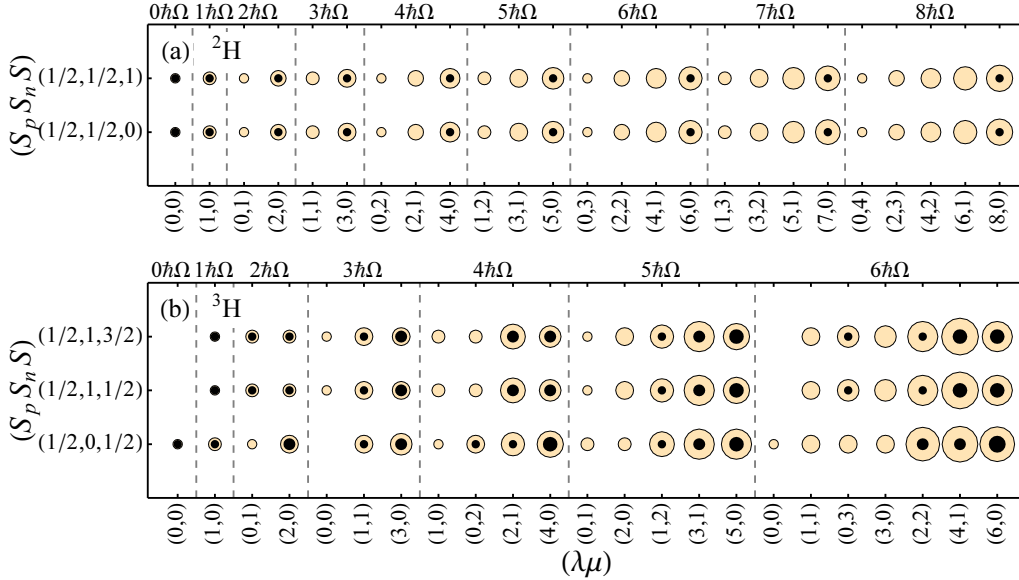 0ħΩ 1ħΩ 2ħΩ 3ħΩ 4ħΩ 5ħΩ 6ħΩ 7ħΩ 8ħΩ
(a) ²H
(S_p S_n S)
(1/2,1/2,1)
(1/2,1/2,0)
(0,0) (1,0) (0,1) (2,0) (1,1) (3,0) (0,2) (2,1) (4,0) (1,2) (3,1) (5,0) (0,3) (2,2) (4,1) (6,0) (1,3) (3,2) (5,1) (7,0) (0,4) (2,3) (4,2) (6,1) (8,0)
0ħΩ 1ħΩ 2ħΩ 3ħΩ 4ħΩ 5ħΩ 6ħΩ
(b) ³H
(S_p S_n S)
(1/2,1,3/2)
(1/2,1,1/2)
(1/2,0,1/2)
(0,0) (1,0) (0,1) (2,0) (0,0) (1,1) (3,0) (1,0) (0,2) (2,1) (4,0) (0,1) (2,0) (1,2) (3,1) (5,0) (0,0) (1,1) (0,3) (3,0) (2,2) (4,1) (6,0)
(λμ)